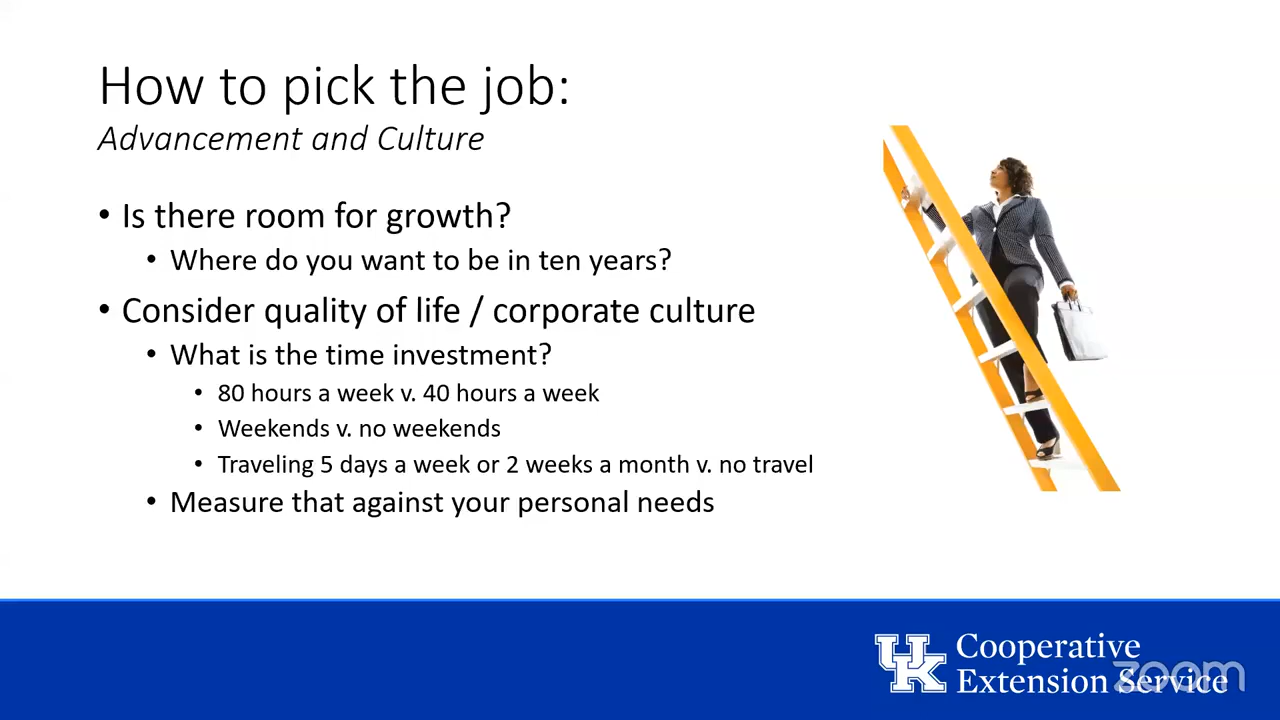 How to pick the job:
Advancement and Culture
• Is there room for growth?
• Where do you want to be in ten years?
• Consider quality of life / corporate culture
• What is the time investment?
• 80 hours a week v. 40 hours a week
• Weekends v. no weekends
• Traveling 5 days a week or 2 weeks a month v. no travel
• Measure that against your personal needs
UK
Cooperative
Extension Service
zoom